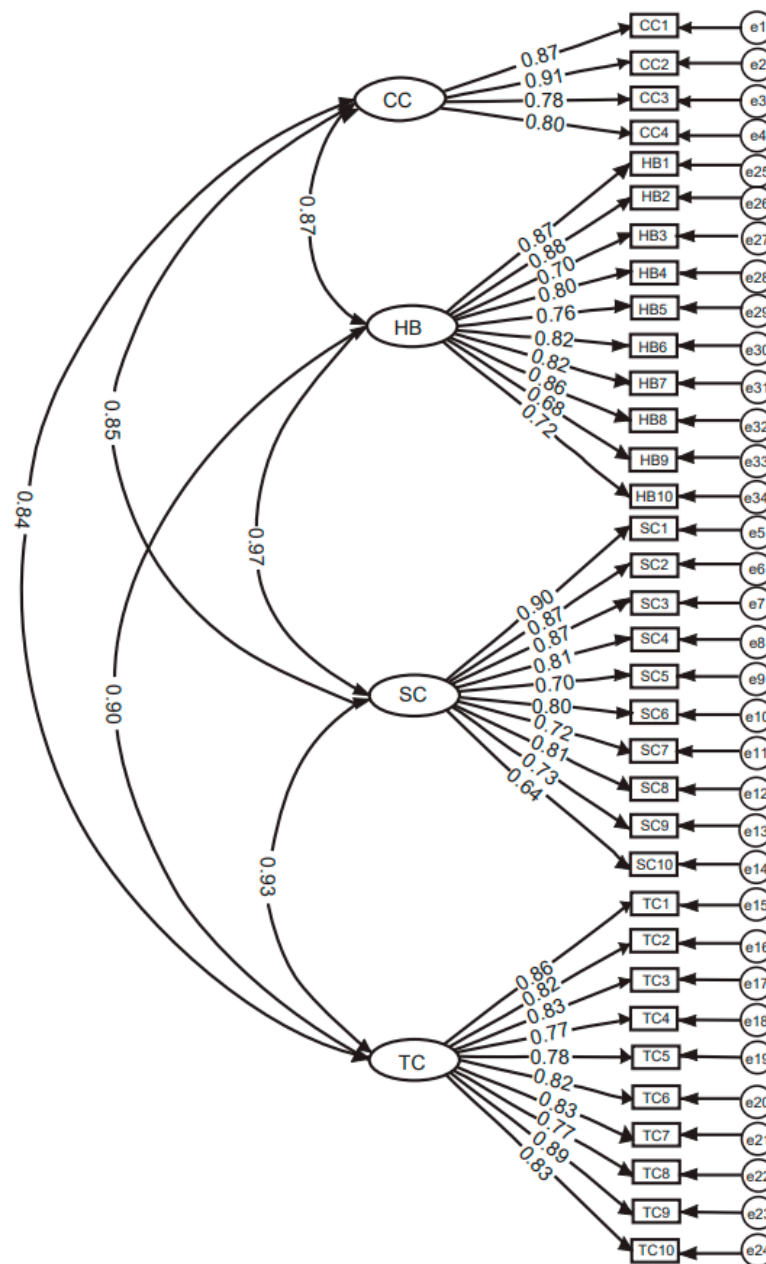 CC1 e1
0.87
CC2 e2
0.91
CC CC3 e3
0.78
CC4 e4
0.80
HB1 e25
HB2 e26
0.87
0.87
HB3 e27
0.88
0.70
HB4 e28
0.80
HB HB5 e29
0.76
HB6 e30
0.82
HB7 e31
0.82
HB8 e32
0.86
0.85
HB9 e33
0.68
0.72
HB10 e34
0.84
SC1 e5
0.97
SC2 e6
0.90
SC3 e7
0.87
0.87
SC4 e8
0.81
SC5 e9
0.70
SC
0.90
SC6 e10
0.80
SC7 e11
0.72
SC8 e12
0.81
SC9 e13
0.73
0.64
SC10 e14
0.93
TC1 e15
TC2 e16
0.86
TC3 e17
0.82
0.83
TC4 e18
0.77
TC TC5 e19
0.78
TC6 e20
0.82
TC7 e21
0.83
TC8 e22
0.77
0.89
TC9 e23
0.83
TC10 e24